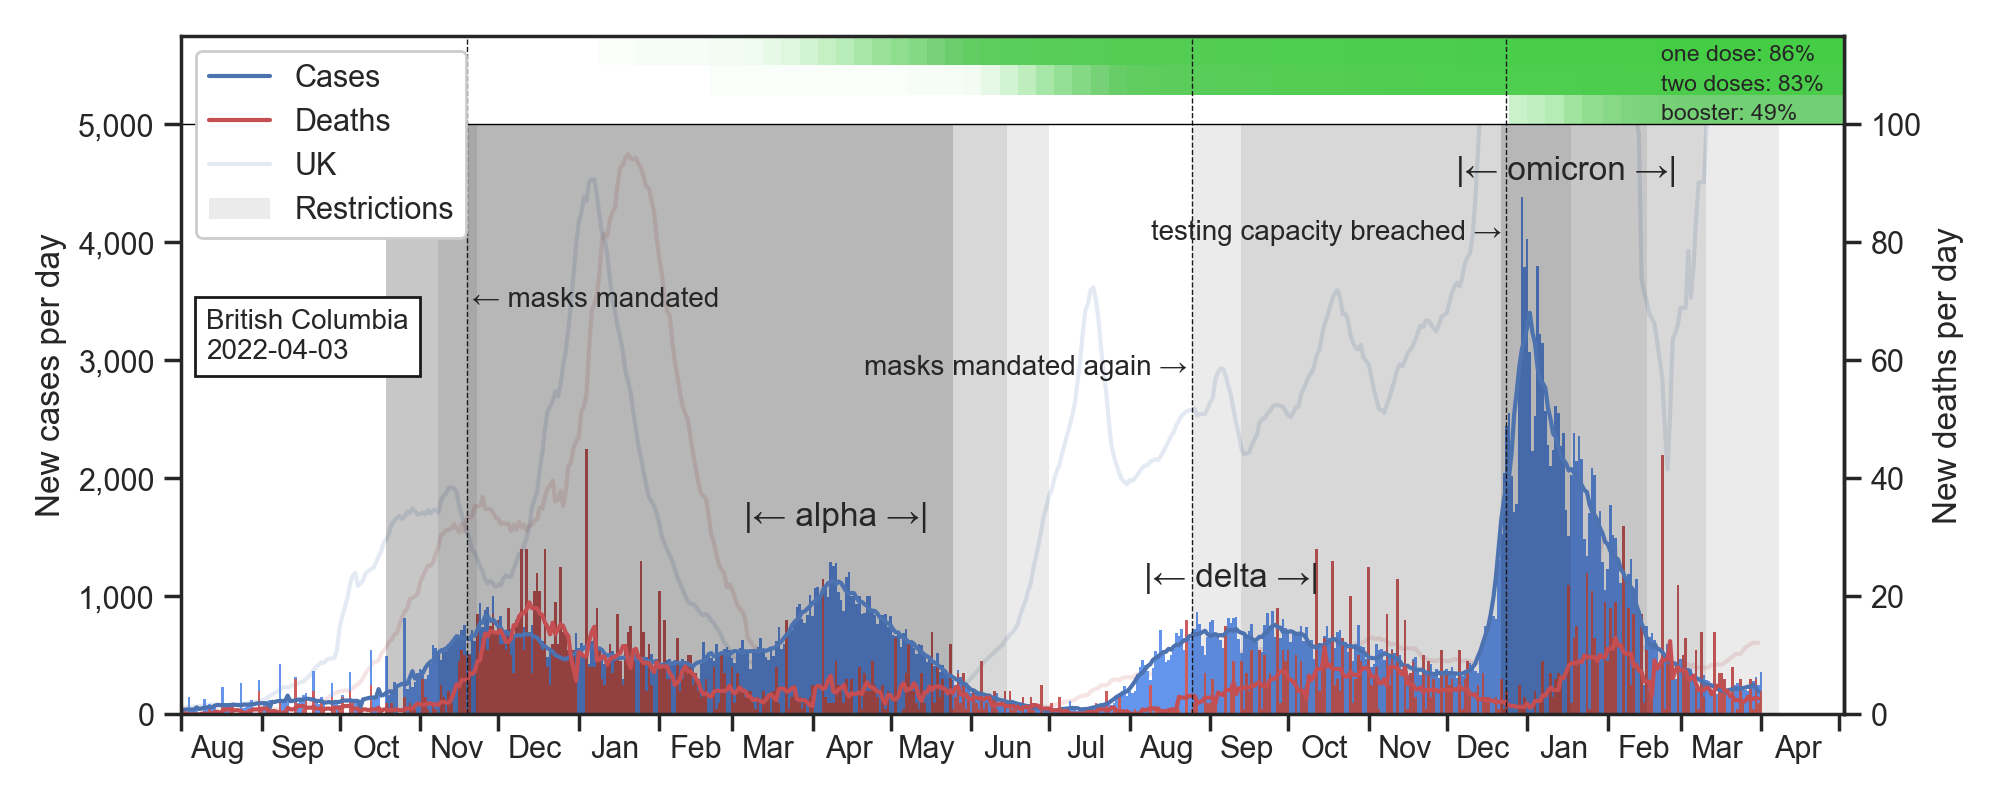 one dose: 86%
two doses: 83%
booster: 49%
Cases
Deaths
UK
Restrictions
British Columbia
2022-04-03
New cases per day
5,000
4,000
3,000
2,000
1,000
0
|← omicron →|
testing capacity breached →
← masks mandated
masks mandated again →
|← alpha →|
|← delta →|
100
80
60
40
20
0
New deaths per day
Aug Sep Oct Nov Dec Jan Feb Mar Apr May Jun Jul Aug Sep Oct Nov Dec Jan Feb Mar Apr